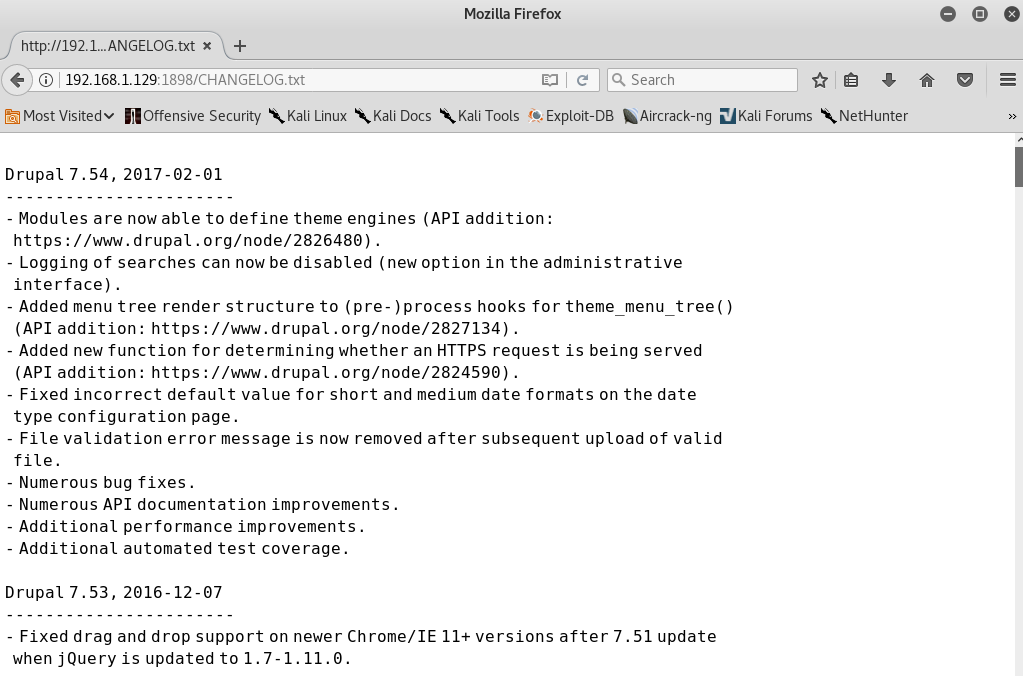 Mozilla Firefox
http://192.1...ANGELOG.txt × +
192.168.1.129:1898/CHANGELOG.txt Search
Most Visited Offensive Security Kali Linux Kali Docs Kali Tools Exploit-DB Aircrack-ng Kali Forums NetHunter »
Drupal 7.54, 2017-02-01
-----------------------
- Modules are now able to define theme engines (API addition:
https://www.drupal.org/node/2826480).
- Logging of searches can now be disabled (new option in the administrative
interface).
- Added menu tree render structure to (pre-)process hooks for theme_menu_tree()
(API addition: https://www.drupal.org/node/2827134).
- Added new function for determining whether an HTTPS request is being served
(API addition: https://www.drupal.org/node/2824590).
- Fixed incorrect default value for short and medium date formats on the date
type configuration page.
- File validation error message is now removed after subsequent upload of valid
file.
- Numerous bug fixes.
- Numerous API documentation improvements.
- Additional performance improvements.
- Additional automated test coverage.
Drupal 7.53, 2016-12-07
-----------------------
- Fixed drag and drop support on newer Chrome/IE 11+ versions after 7.51 update
when jQuery is updated to 1.7-1.11.0.